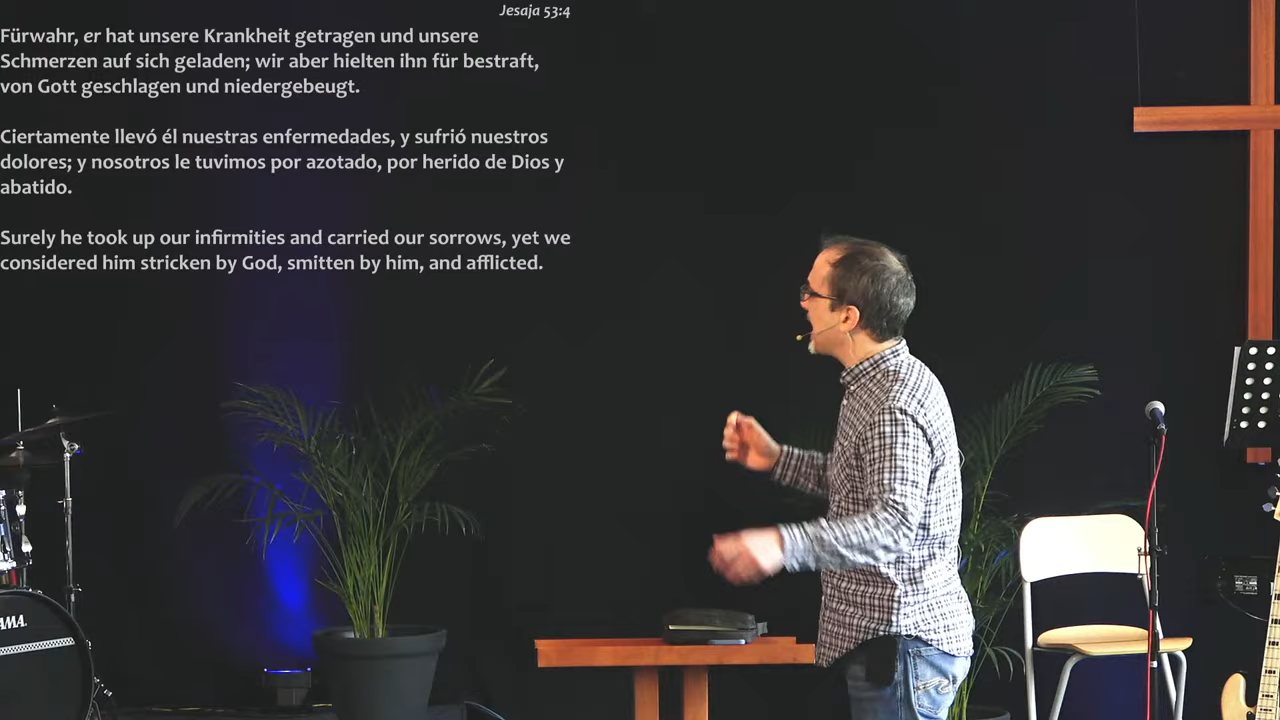 Jesaja 53:4
Fürwahr, er hat unsere Krankheit getragen und unsere
Schmerzen auf sich geladen; wir aber hielten ihn für bestraft,
von Gott geschlagen und niedergebeugt.
Ciertamente llevó él nuestras enfermedades, y sufrió nuestros
dolores; y nosotros le tuvimos por azotado, por herido de Dios y
abatido.
Surely he took up our infirmities and carried our sorrows, yet we
considered him stricken by God, smitten by him, and afflicted.